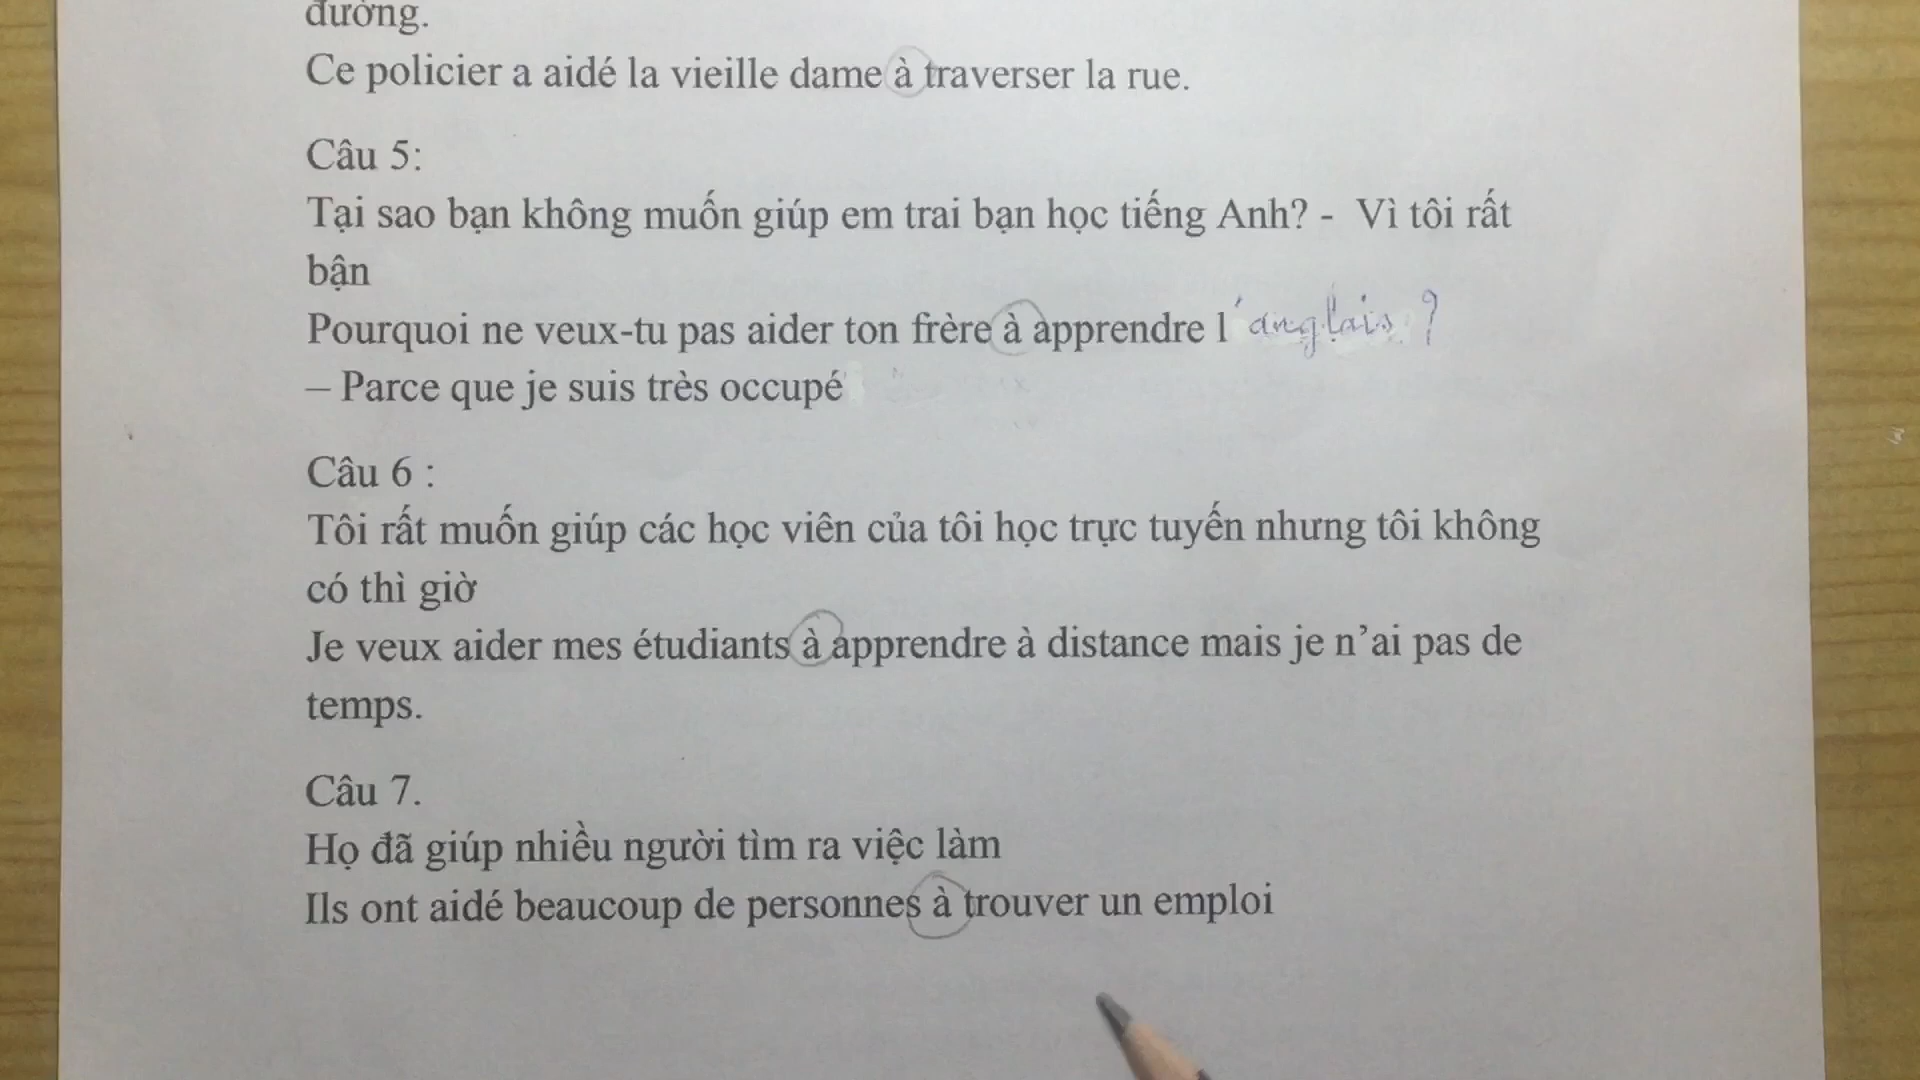 đường.
Ce policier a aidé la vieille dame à traverser la rue.
Câu 5:
Tại sao bạn không muốn giúp em trai bạn học tiếng Anh? - Vì tôi rất
bận
Pourquoi ne veux-tu pas aider ton frère à apprendre l'anglais ?
– Parce que je suis très occupé
Câu 6 :
Tôi rất muốn giúp các học viên của tôi học trực tuyến nhưng tôi không
có thì giờ
Je veux aider mes étudiants à apprendre à distance mais je n’ai pas de
temps.
Câu 7.
Họ đã giúp nhiều người tìm ra việc làm
Ils ont aidé beaucoup de personnes à trouver un emploi